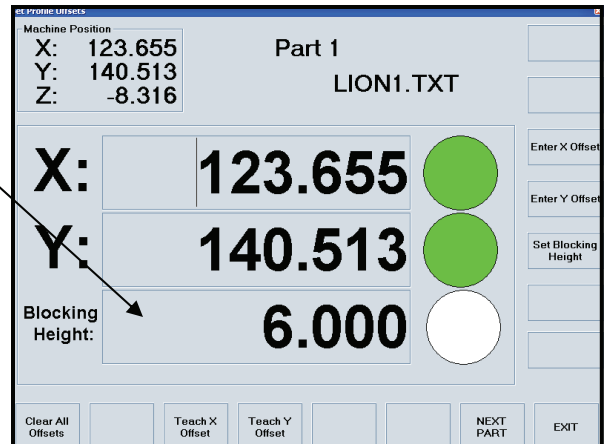 et Profile Offsets
Machine Position
X: 123.655
Y: 140.513
Z: -8.316
Part 1
LION1.TXT
X: 123.655
Y: 140.513
Blocking
Height: 6.000
Enter X Offset
Enter Y Offset
Set Blocking
Height
Clear All
Offsets
Teach X
Offset
Teach Y
Offset
NEXT
PART
EXIT